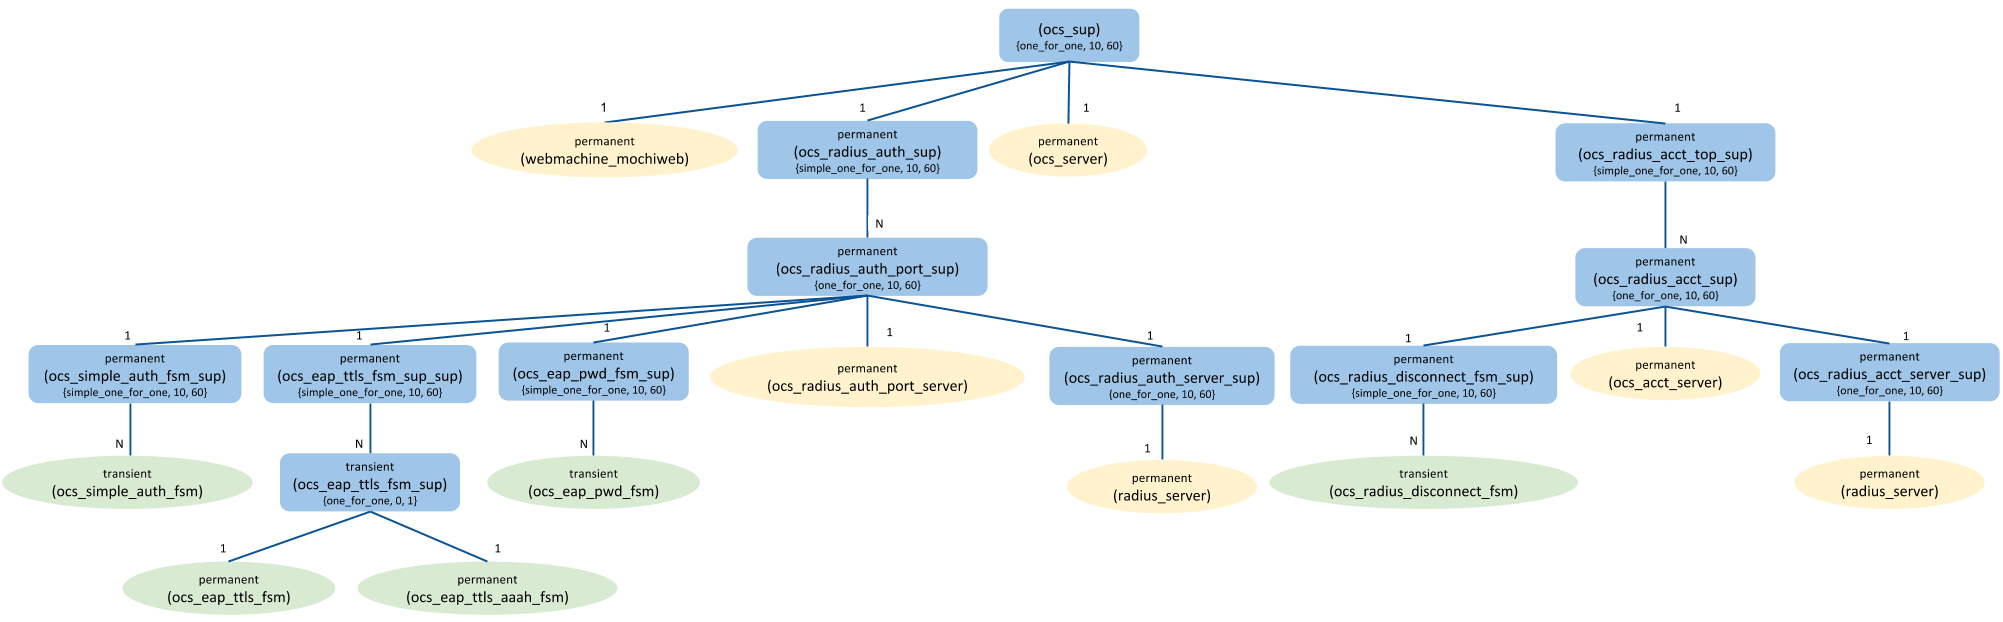 (ocs_sup)
{one_for_one, 10, 60}
1
1
1
1
permanent
(webmachine_mochiweb)
permanent
(ocs_radius_auth_sup)
{simple_one_for_one, 10, 60}
permanent
(ocs_server)
permanent
(ocs_radius_acct_top_sup)
{simple_one_for_one, 10, 60}
N
N
permanent
(ocs_radius_auth_port_sup)
{one_for_one, 10, 60}
permanent
(ocs_radius_acct_sup)
{one_for_one, 10, 60}
1
1
1
1
1
1
1
1
permanent
(ocs_simple_auth_fsm_sup)
{simple_one_for_one, 10, 60}
permanent
(ocs_eap_ttls_fsm_sup_sup)
{simple_one_for_one, 10, 60}
permanent
(ocs_eap_pwd_fsm_sup)
{simple_one_for_one, 10, 60}
permanent
(ocs_radius_auth_port_server)
permanent
(ocs_radius_auth_server_sup)
{one_for_one, 10, 60}
permanent
(ocs_radius_disconnect_fsm_sup)
{simple_one_for_one, 10, 60}
permanent
(ocs_acct_server)
permanent
(ocs_radius_acct_server_sup)
{one_for_one, 10, 60}
N
N
N
1
N
1
transient
(ocs_simple_auth_fsm)
transient
(ocs_eap_ttls_fsm_sup)
{one_for_one, 0, 1}
transient
(ocs_eap_pwd_fsm)
permanent
(radius_server)
transient
(ocs_radius_disconnect_fsm)
permanent
(radius_server)
1
1
permanent
(ocs_eap_ttls_fsm)
permanent
(ocs_eap_ttls_aaah_fsm)